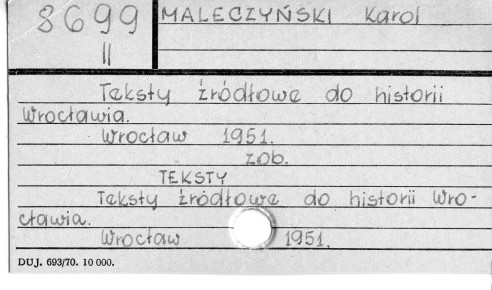 8699 MALECZYŃSKI Karol
II
Teksty źródłowe do historii
Wrocławia.
Wrocław 1951.
zob.
TEKSTY
Teksty źródłowe do historii Wro-
cławia.
Wrocław 1951.
DUJ. 693/70. 10 000.